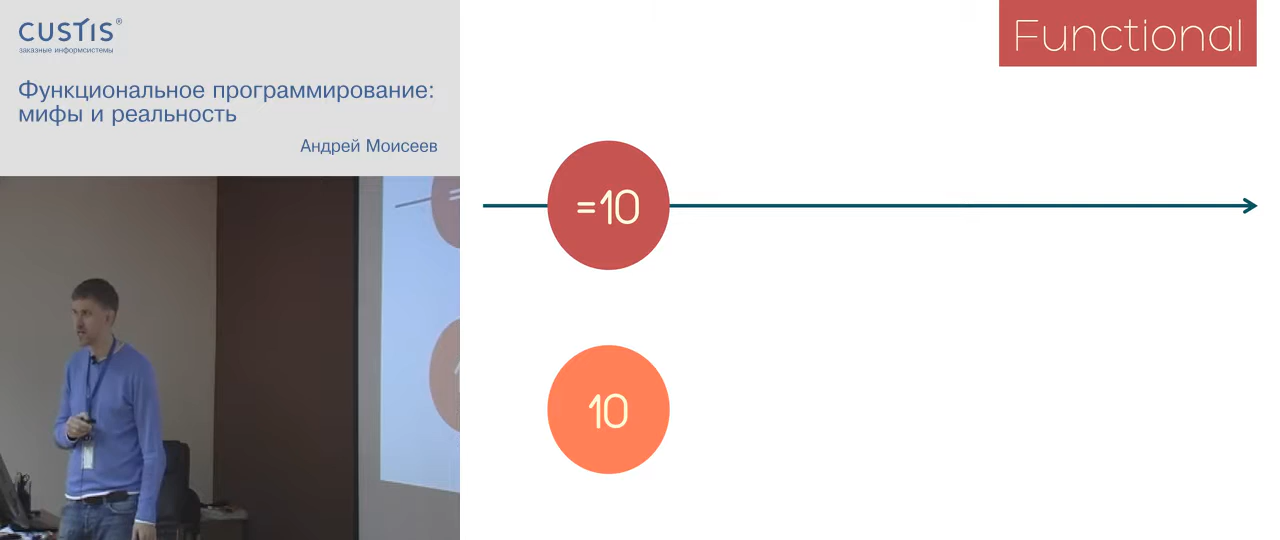 CUSTIS®
заказные информсистемы
Функциональное программирование:
мифы и реальность
Андрей Моисеев
Functional
=10
10